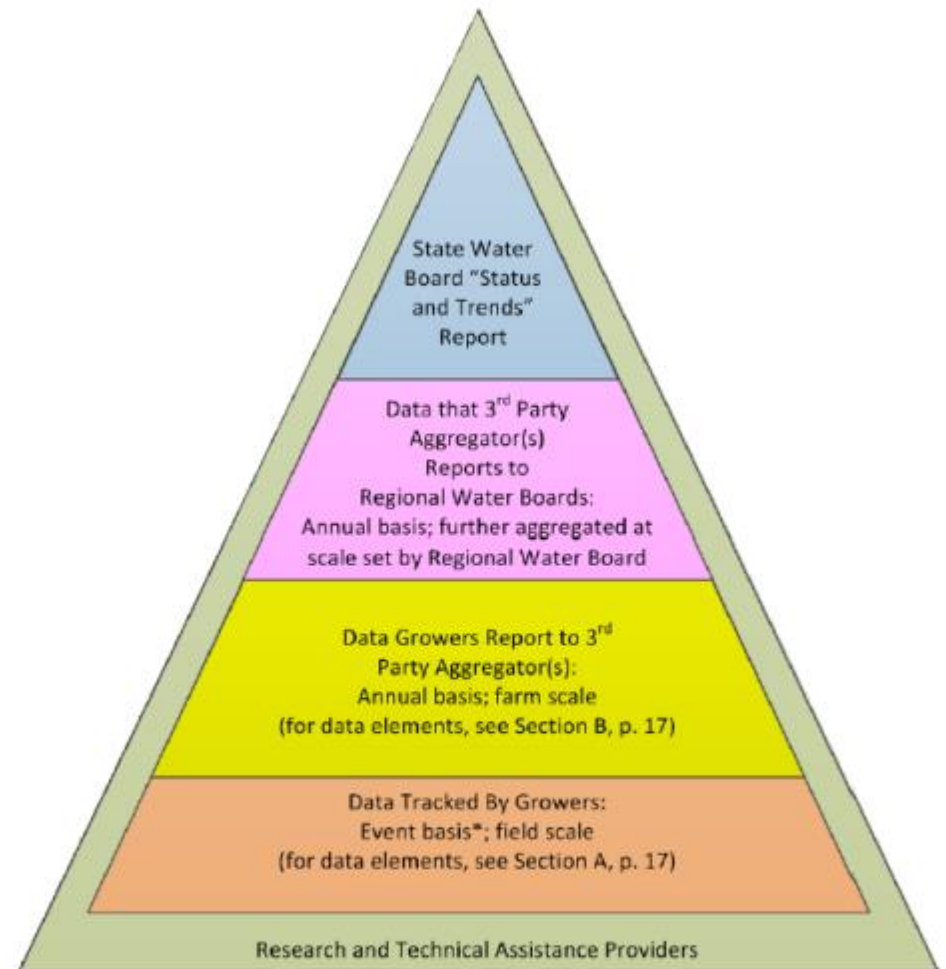 State Water
Board “Status
and Trends”
Report
Data that 3rd Party
Aggregator(s)
Reports to
Regional Water Boards:
Annual basis; further aggregated at
scale set by Regional Water Board
Data Growers Report to 3rd
Party Aggregator(s):
Annual basis; farm scale
(for data elements, see Section B, p. 17)
Data Tracked By Growers:
Event basis*; field scale
(for data elements, see Section A, p. 17)
Research and Technical Assistance Providers